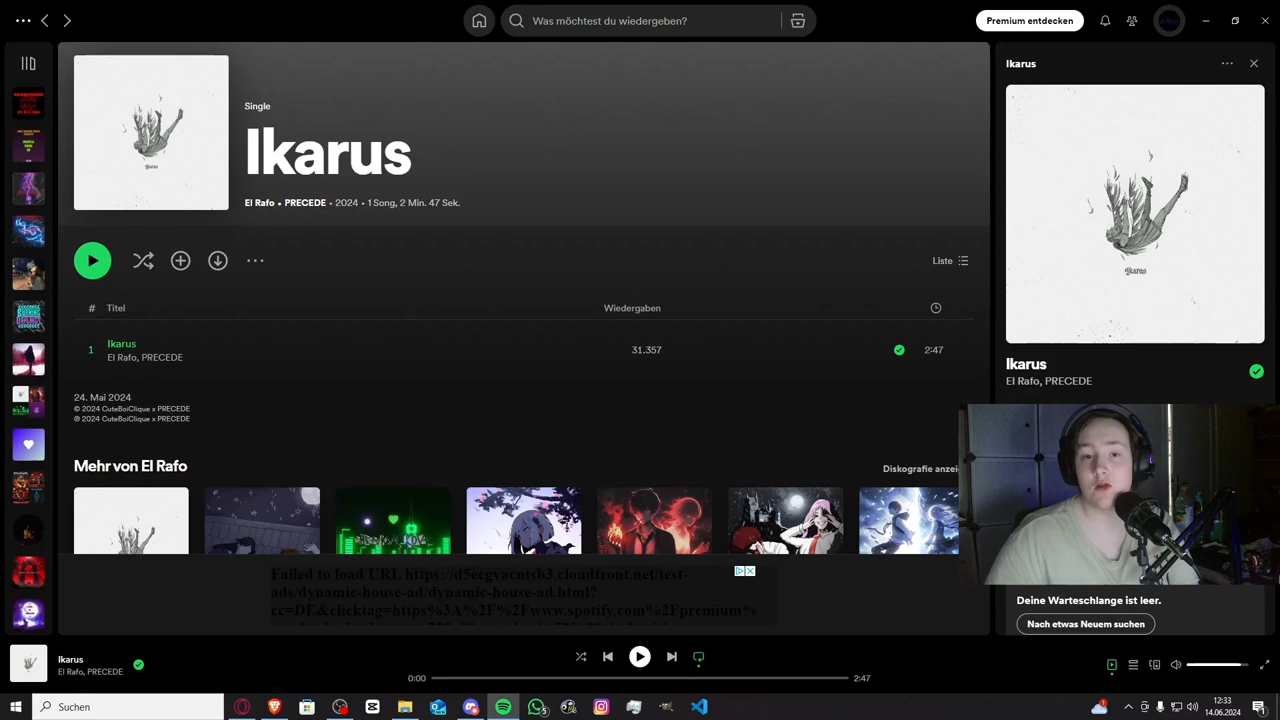 Was möchtest du wiedergeben?
Premium entdecken
Single
Ikarus
El Rafo • PRECEDE • 2024 • 1 Song, 2 Min. 47 Sek.
Liste
# Titel Wiedergaben
1 Ikarus 31.357 2:47
El Rafo, PRECEDE
24. Mai 2024
© 2024 CuteBoiClique x PRECEDE
℗ 2024 CuteBoiClique x PRECEDE
Mehr von El Rafo
Diskografie anzei
Failed to load URL https://d5ecgvacntsb3.cloudfront.net/test-
ads/dynamic-house-ad/dynamic-house-ad.html?
cc=DE&clicktag=https%3A%2F%2Fwww.spotify.com%2Fpremium%
Ikarus
Ikarus
Ikarus
El Rafo, PRECEDE
Deine Warteschlange ist leer.
Nach etwas Neuem suchen
Ikarus
El Rafo, PRECEDE
0:00
2:47
Suchen
5
1
12:33
14.06.2024
1